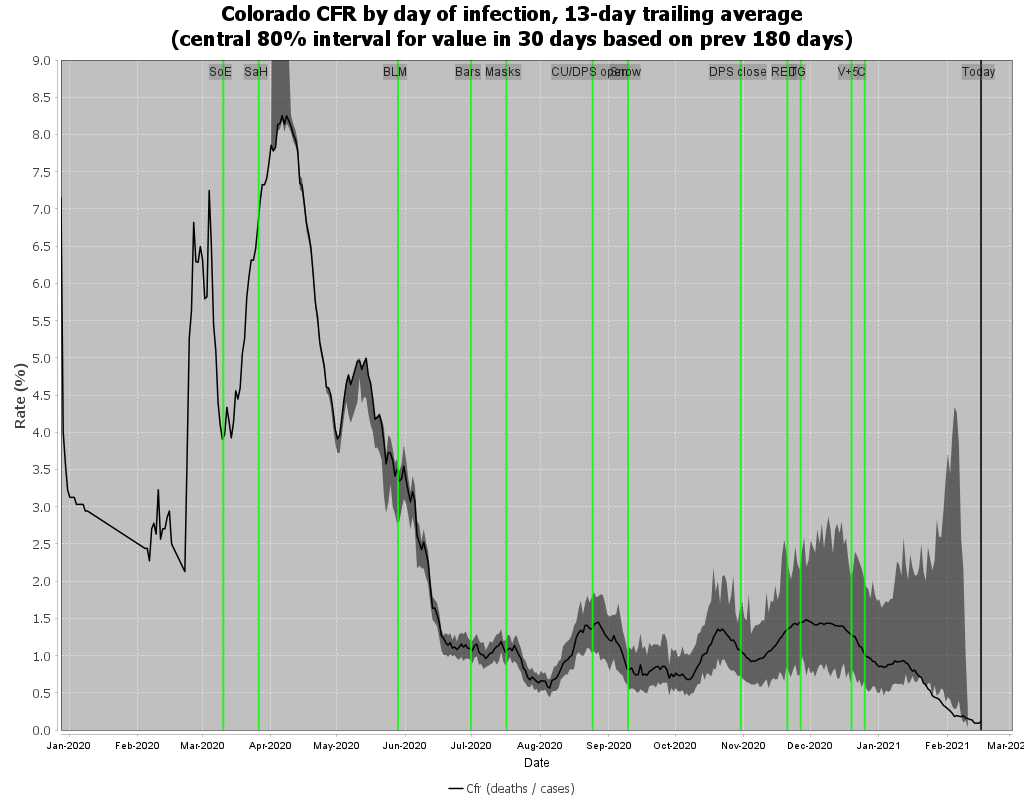 Colorado CFR by day of infection, 13-day trailing average
(central 80% interval for value in 30 days based on prev 180 days)
SoE SaH BLM Bars Masks CU/DPS open Snow DPS close RED TG V+5 C Today
9.0
8.5
8.0
7.5
7.0
6.5
6.0
5.5
5.0
4.5
4.0
3.5
3.0
2.5
2.0
1.5
1.0
0.5
0.0
Rate (%)
Jan-2020 Feb-2020 Mar-2020 Apr-2020 May-2020 Jun-2020 Jul-2020 Aug-2020 Sep-2020 Oct-2020 Nov-2020 Dec-2020 Jan-2021 Feb-2021 Mar-202
Date
Cfr (deaths / cases)